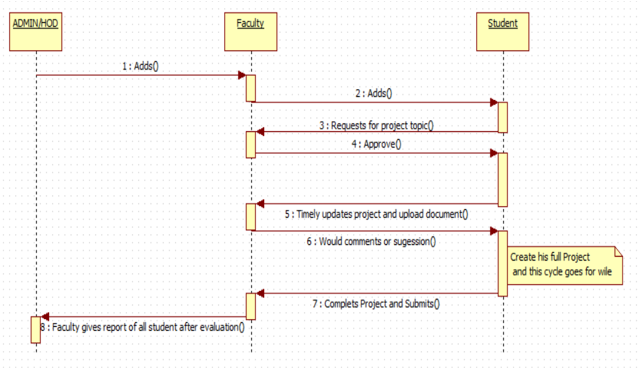 ADMIN/HOD
Faculty
Student
1 : Adds()
2 : Adds()
3 : Requests for project topic()
4 : Approve()
5 : Timely updates project and upload document()
6 : Would comments or sugession()
Create his full Project
and this cycle goes for wile
7 : Completes Project and Submits()
8 : Faculty gives report of all student after evaluation()